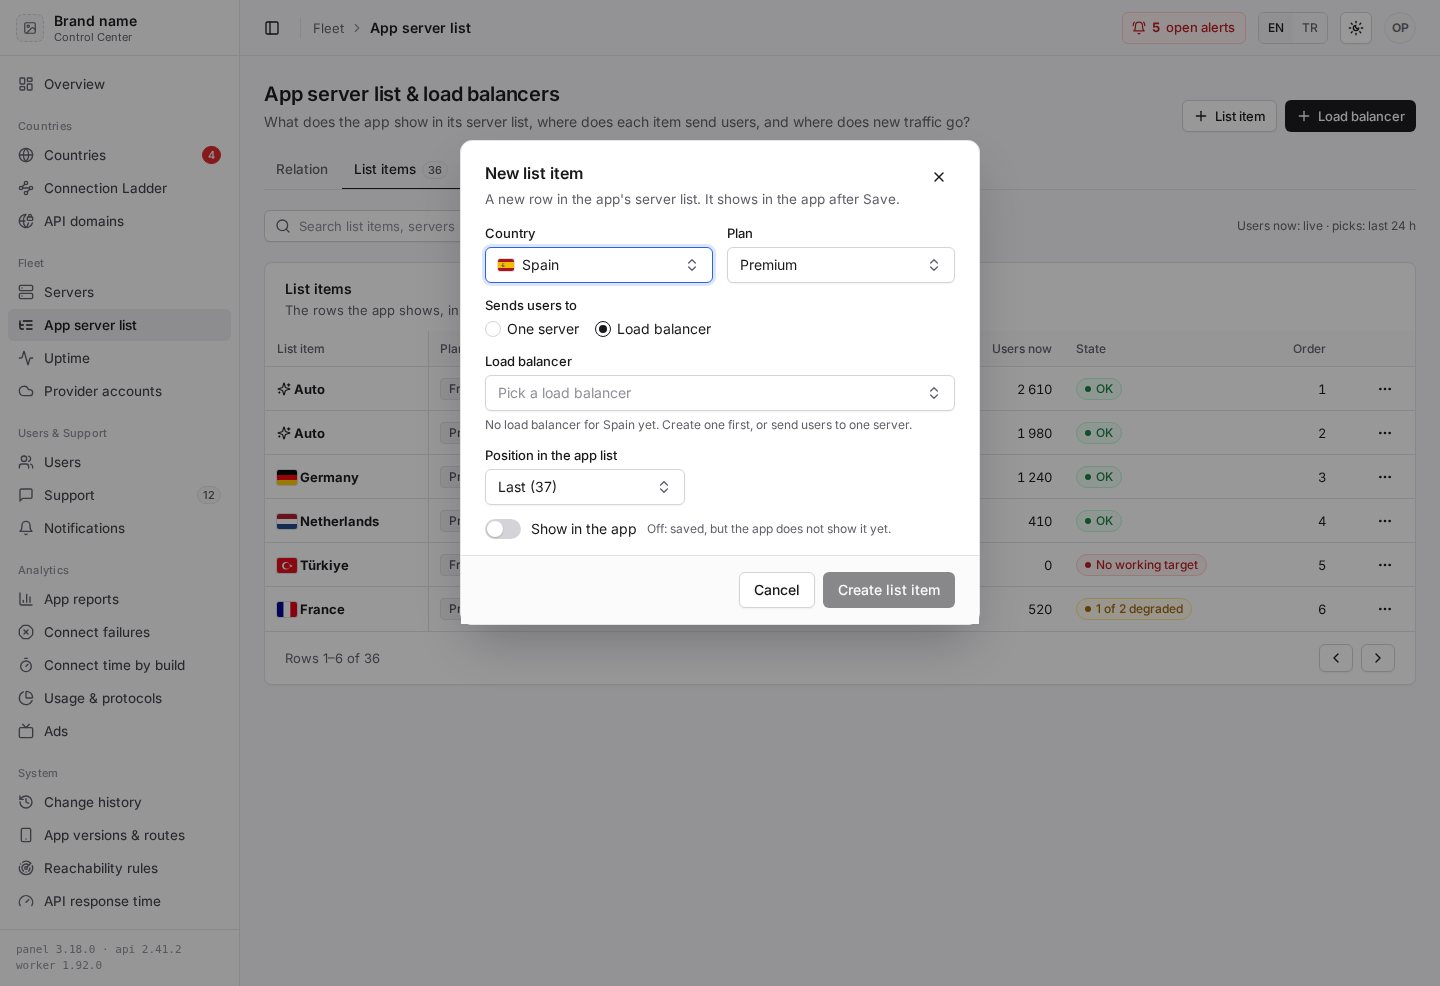 Brand name
Control Center
Fleet
App server list
5 open alerts
EN
TR
OP
Overview
Countries
Countries
4
Connection Ladder
API domains
Fleet
Servers
App server list
Uptime
Provider accounts
Users & Support
Users
Support
12
Notifications
Analytics
App reports
Connect failures
Connect time by build
Usage & protocols
Ads
System
Change history
App versions & routes
Reachability rules
API response time
panel 3.18.0 · api 2.41.2
worker 1.92.0
App server list & load balancers
What does the app show in its server list, where does each item send users, and where does new traffic go?
List item
Load balancer
Relation
List items 36
Search list items, servers
Users now: live · picks: last 24 h
List items
The rows the app shows, in
List item
Users now
State
Order
Auto
2 610
OK
1
Auto
1 980
OK
2
Germany
1 240
OK
3
Netherlands
410
OK
4
Türkiye
0
No working target
5
France
520
1 of 2 degraded
6
Rows 1–6 of 36
New list item
A new row in the app's server list. It shows in the app after Save.
Country
Plan
Spain
Premium
Sends users to
One server
Load balancer
Load balancer
Pick a load balancer
No load balancer for Spain yet. Create one first, or send users to one server.
Position in the app list
Last (37)
Show in the app
Off: saved, but the app does not show it yet.
Cancel
Create list item